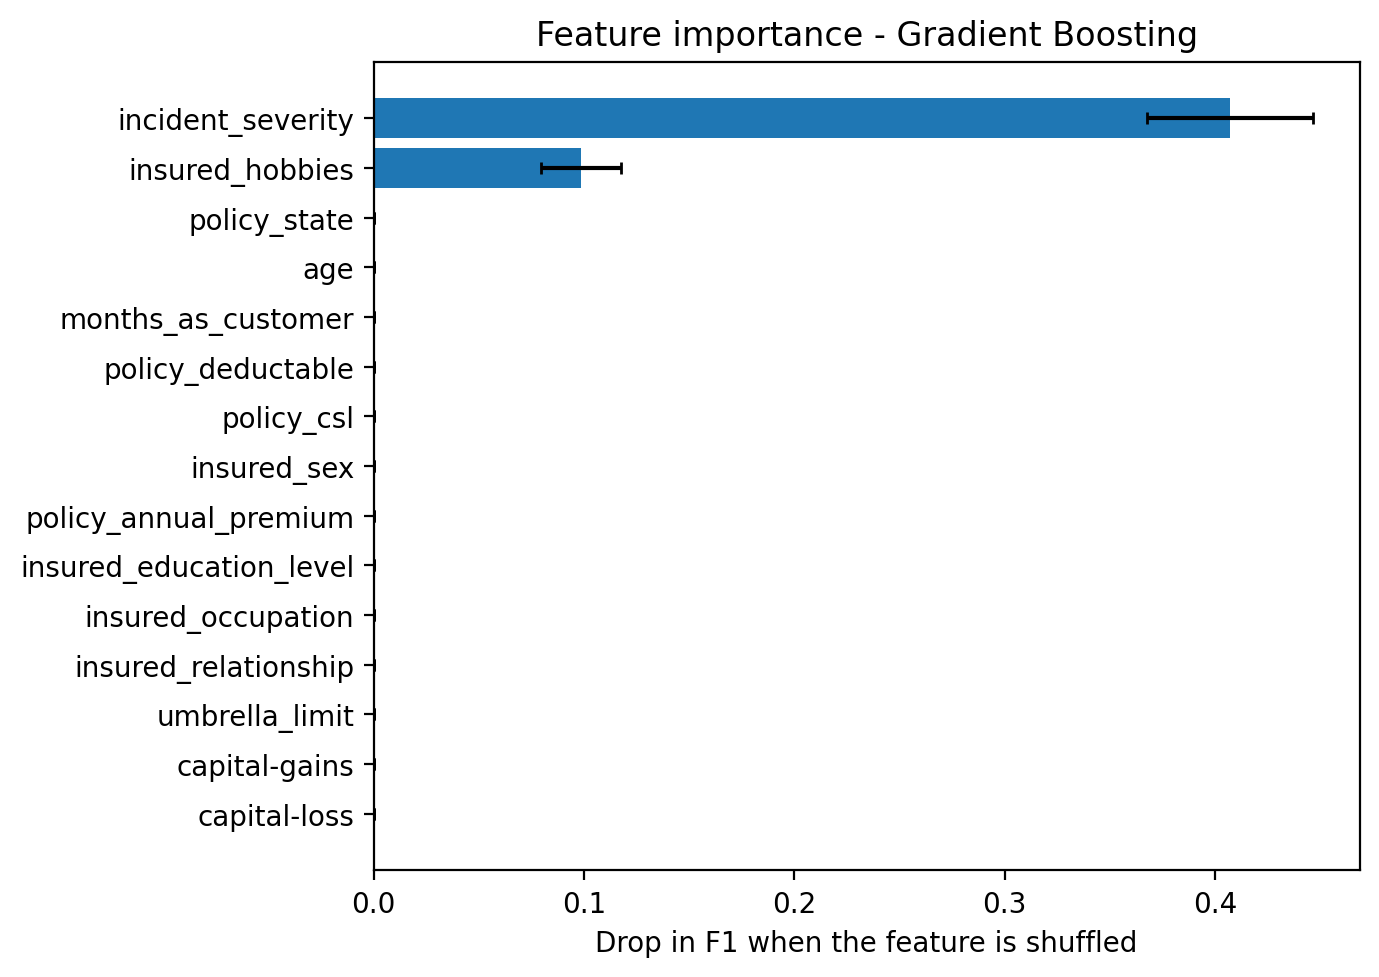 Feature importance - Gradient Boosting
incident_severity
insured_hobbies
policy_state
age
months_as_customer
policy_deductable
policy_csl
insured_sex
policy_annual_premium
insured_education_level
insured_occupation
insured_relationship
umbrella_limit
capital-gains
capital-loss
0.0 0.1 0.2 0.3 0.4
Drop in F1 when the feature is shuffled